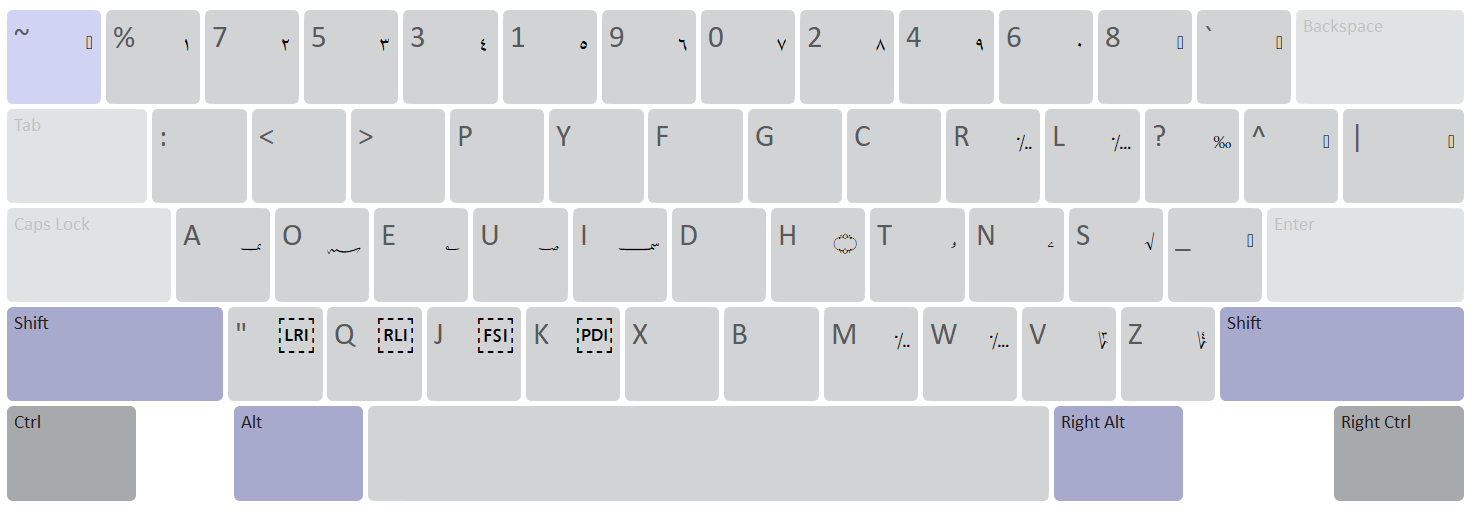 ~ % ١ 7 ٢ 5 ٣ 3 ٤ 1 ٥ 9 ٦ 0 ٧ 2 ٨ 4 ٩ 6 ٠ 8 ` Backspace
Tab : < > P Y F G C R ؉ L ؊ ? ‰ ^ |
Caps Lock A O E U I D H T N S √ _ Enter
Shift " LRI Q RLI J FSI K PDI X B M ؉ W ؊ V Z Shift
Ctrl Alt Right Alt Right Ctrl